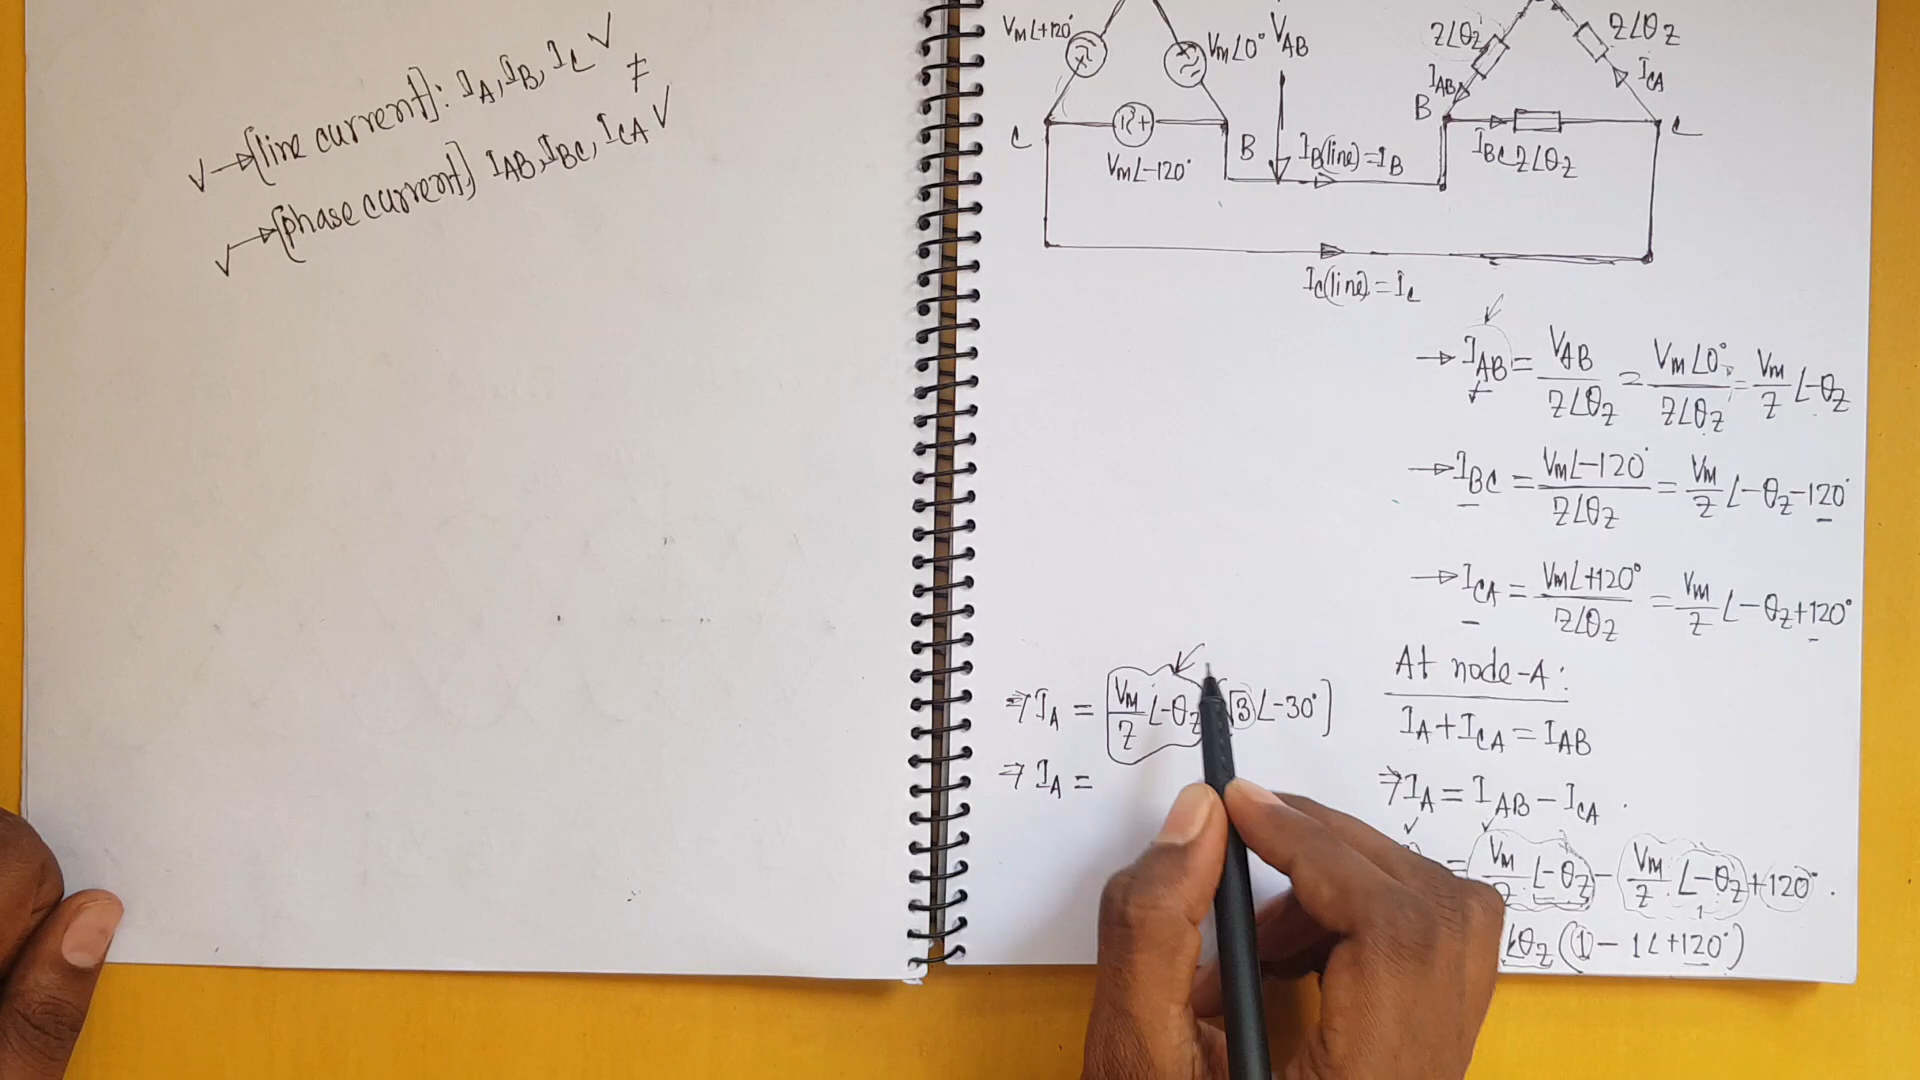 →[line current]: IA, IB, IC ✓
≠
→[phase current] IAB, IBC, ICA ✓
Vm∠+120°
Vm∠0°
VAB
Z∠θz
Z∠θz
IAB
ICA
C
B
B
C
Vm∠-120°
IB(line) = IB
IBC
Z∠θz
IC(line) = IC
→ IAB = VAB / Z∠θz = Vm∠0° / Z∠θz = Vm/Z ∠-θz
→ IBC = Vm∠-120° / Z∠θz = Vm/Z ∠-θz-120°
→ ICA = Vm∠+120° / Z∠θz = Vm/Z ∠-θz+120°
At node-A:
IA + ICA = IAB
⇒ IA = IAB - ICA
= Vm/Z ∠-θz - Vm/Z ∠-θz+120°
∠θz (1 - 1∠+120°)
⇒ IA = [Vm/Z ∠-θz √3∠-30°]
⇒ IA =